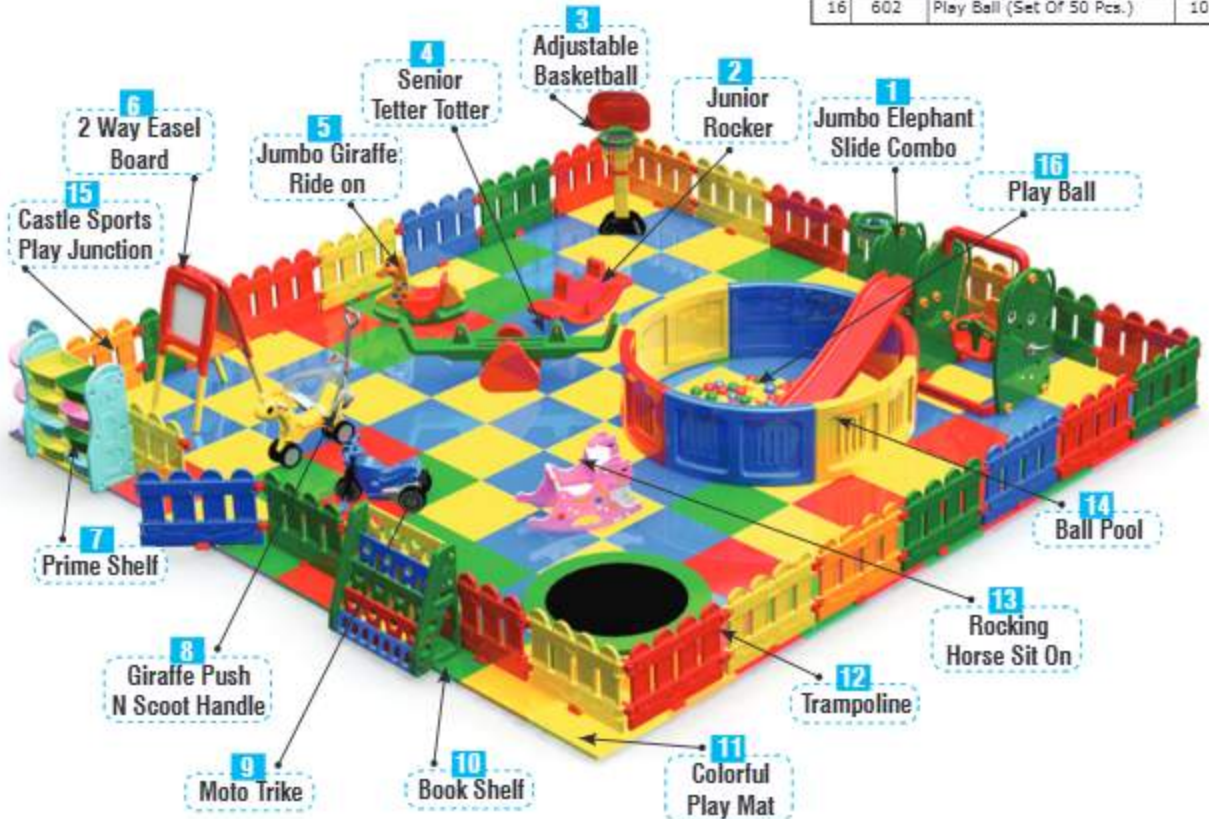 16 602 Play Ball (Set Of 50 Pcs.) 10
3
Adjustable
Basketball
4
Senior
Tetter Totter
2
Junior
Rocker
1
Jumbo Elephant
Slide Combo
6
2 Way Easel
Board
5
Jumbo Giraffe
Ride on
16
Play Ball
15
Castle Sports
Play Junction
14
Ball Pool
7
Prime Shelf
13
Rocking
Horse Sit On
8
Giraffe Push
N Scoot Handle
12
Trampoline
9
Moto Trike
10
Book Shelf
11
Colorful
Play Mat